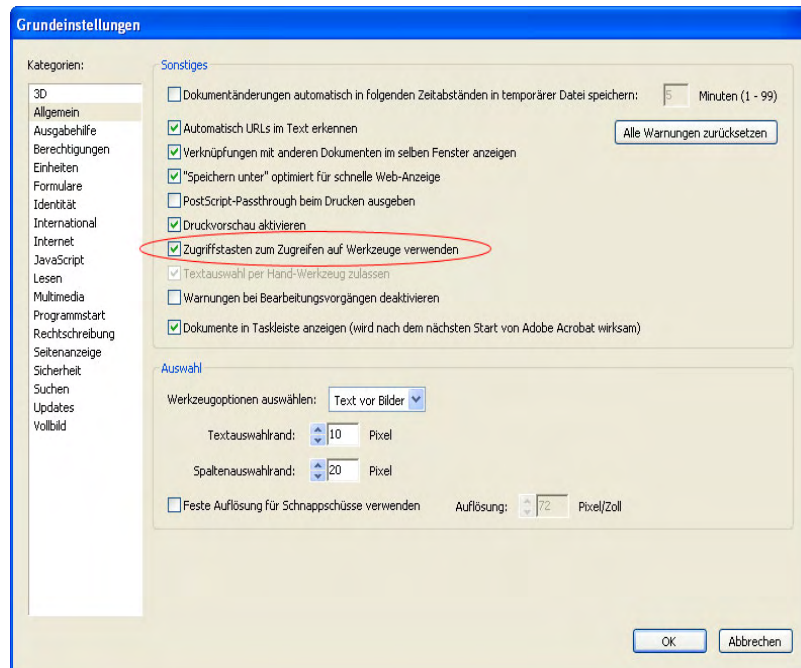 Grundeinstellungen
Kategorien:
3D
Allgemein
Ausgabehilfe
Berechtigungen
Einheiten
Formulare
Identität
International
Internet
JavaScript
Lesen
Multimedia
Programmstart
Rechtschreibung
Seitenanzeige
Sicherheit
Suchen
Updates
Vollbild
Sonstiges
Dokumentänderungen automatisch in folgenden Zeitabständen in temporärer Datei speichern: 5 Minuten (1 - 99)
Automatisch URLs im Text erkennen
Alle Warnungen zurücksetzen
Verknüpfungen mit anderen Dokumenten im selben Fenster anzeigen
"Speichern unter" optimiert für schnelle Web-Anzeige
PostScript-Passthrough beim Drucken ausgeben
Druckvorschau aktivieren
Zugriffstasten zum Zugreifen auf Werkzeuge verwenden
Textauswahl per Hand-Werkzeug zulassen
Warnungen bei Bearbeitungsvorgängen deaktivieren
Dokumente in Taskleiste anzeigen (wird nach dem nächsten Start von Adobe Acrobat wirksam)
Auswahl
Werkzeugoptionen auswählen: Text vor Bilder
Textauswahlrand: 10 Pixel
Spaltenauswahlrand: 20 Pixel
Feste Auflösung für Schnappschüsse verwenden Auflösung: 72 Pixel/Zoll
OK Abbrechen